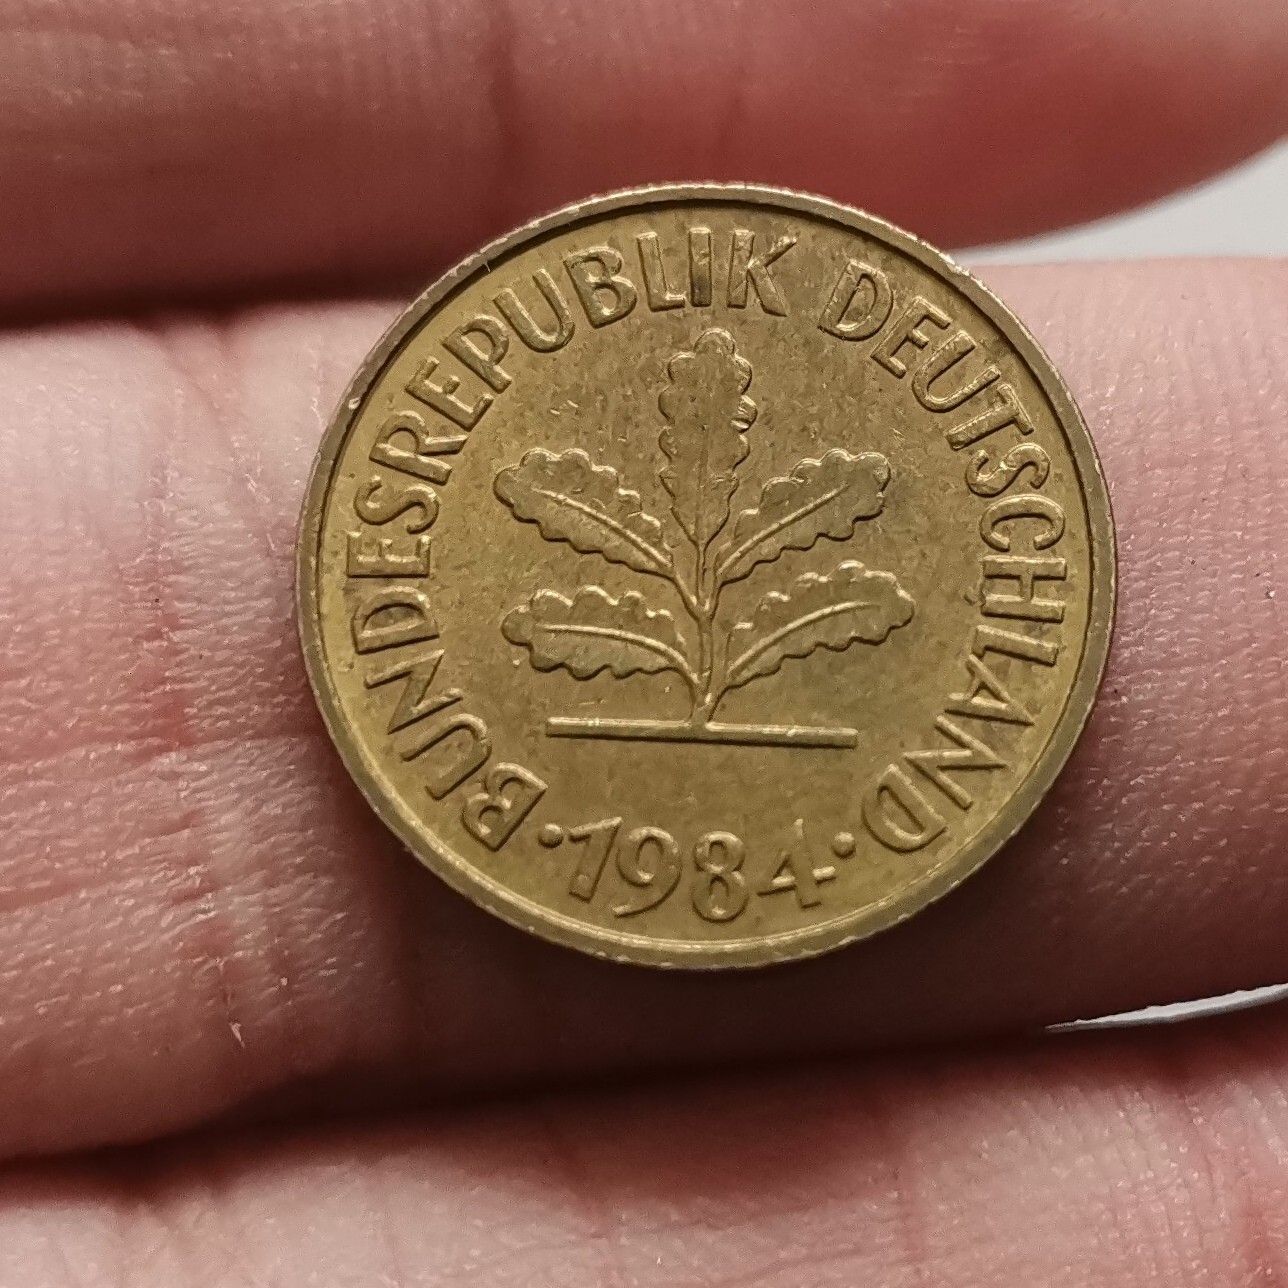 BUNDESREPUBLIK DEUTSCHLAND
·1984·